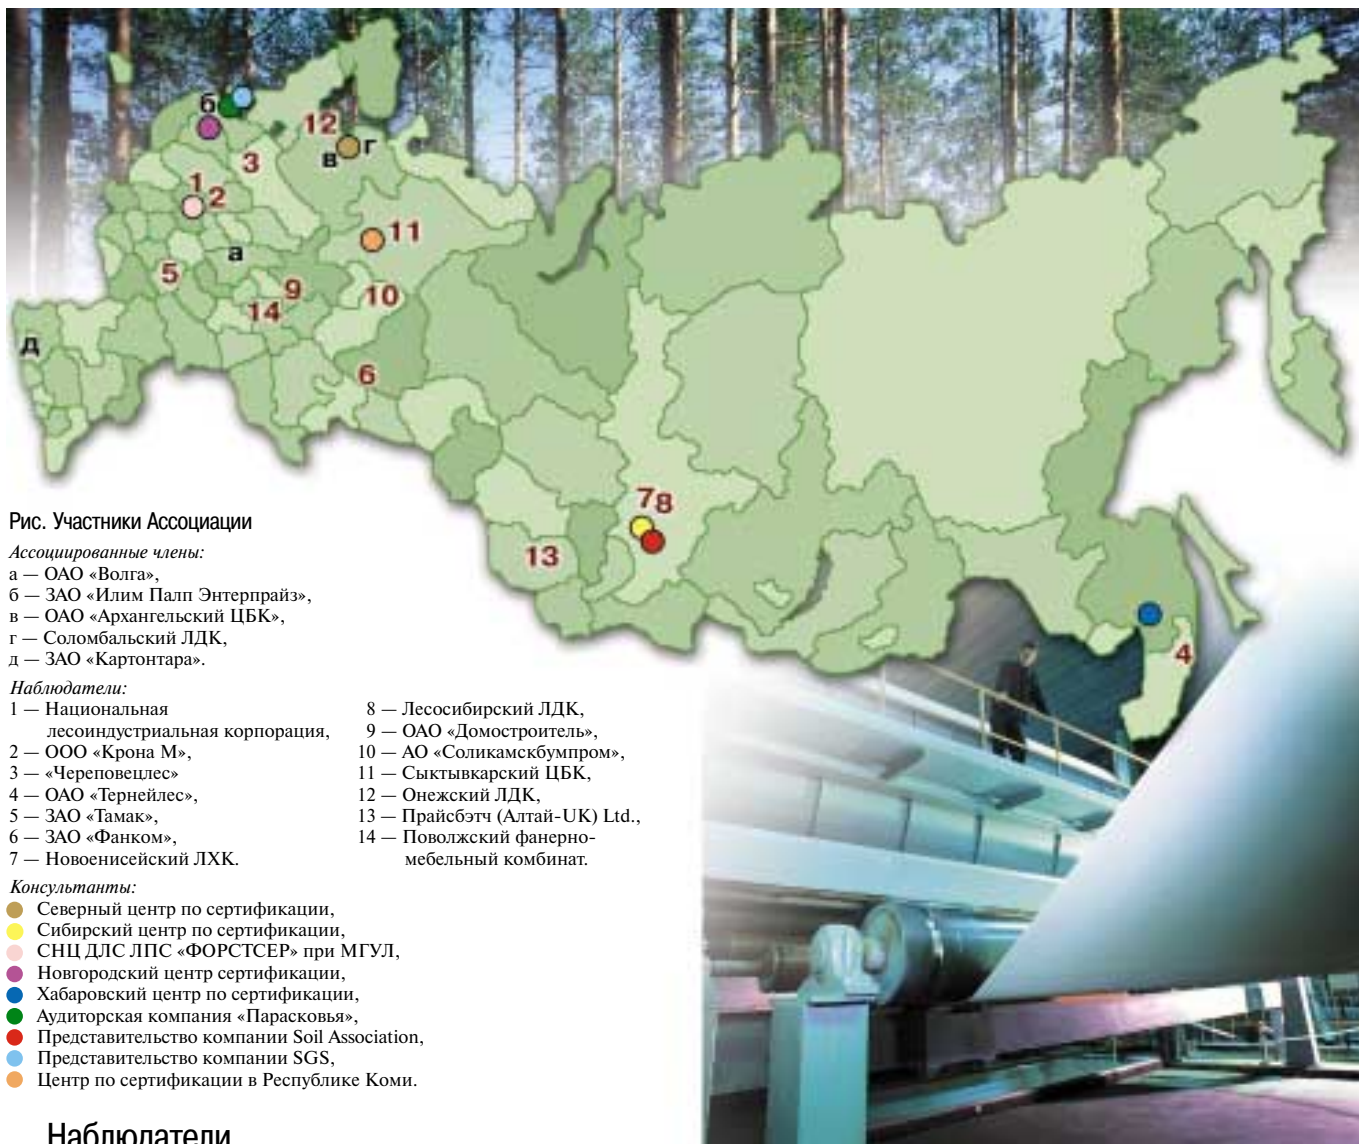 б
12
г
в
3
1
2
11
а
5
9
10
14
д
6
7
8
13
4
Рис. Участники Ассоциации
Ассоциированные члены:
а — ОАО «Волга»,
б — ЗАО «Илим Палп Энтерпрайз»,
в — ОАО «Архангельский ЦБК»,
г — Соломбальский ЛДК,
д — ЗАО «Картонтара».
Наблюдатели:
1 — Национальная
лесоиндустриальная корпорация,
2 — ООО «Крона М»,
3 — «Череповецлес»
4 — ОАО «Тернейлес»,
5 — ЗАО «Тамак»,
6 — ЗАО «Фанком»,
7 — Новоенисейский ЛХК.
8 — Лесосибирский ЛДК,
9 — ОАО «Домостроитель»,
10 — АО «Соликамскбумпром»,
11 — Сыктывкарский ЦБК,
12 — Онежский ЛДК,
13 — Прайсбэтч (Алтай-UK) Ltd.,
14 — Поволжский фанерно-
мебельный комбинат.
Консультанты:
Северный центр по сертификации,
Сибирский центр по сертификации,
СНЦ ДЛС ЛПС «ФОРСТСЕР» при МГУЛ,
Новгородский центр сертификации,
Хабаровский центр по сертификации,
Аудиторская компания «Парасковья»,
Представительство компании Soil Association,
Представительство компании SGS,
Центр по сертификации в Республике Коми.
Наблюдатели